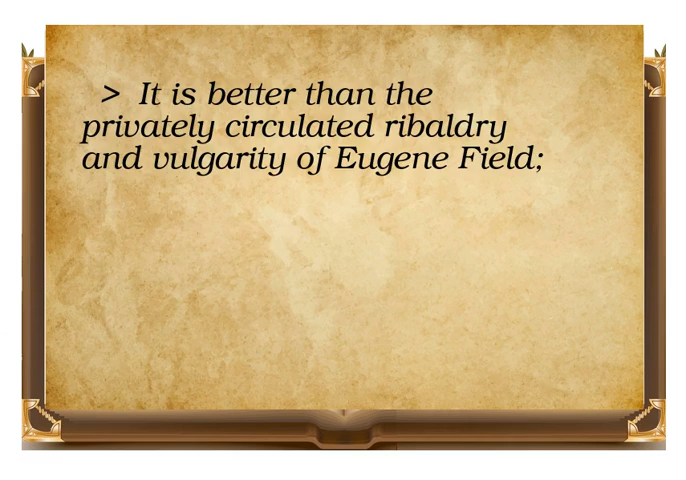 > It is better than the
privately circulated ribaldry
and vulgarity of Eugene Field;